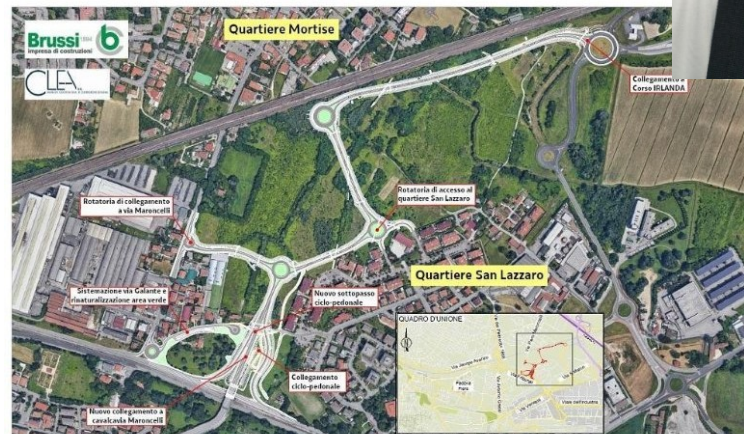 Brussi
impresa di costruzioni
CLEA
Quartiere Mortise
Collegamento a
Corso IRLANDA
Rotatoria di collegamento
a via Maroncelli
Rotatoria di accesso al
quartiere San Lazzaro
Quartiere San Lazzaro
Sistemazione via Galante e
rinaturalizzazione area verde
Nuovo sottopasso
ciclo-pedonale
Collegamento
ciclo-pedonale
Nuovo collegamento a
cavalcavia Maroncelli
QUADRO D'UNIONE
Padova
Fiera